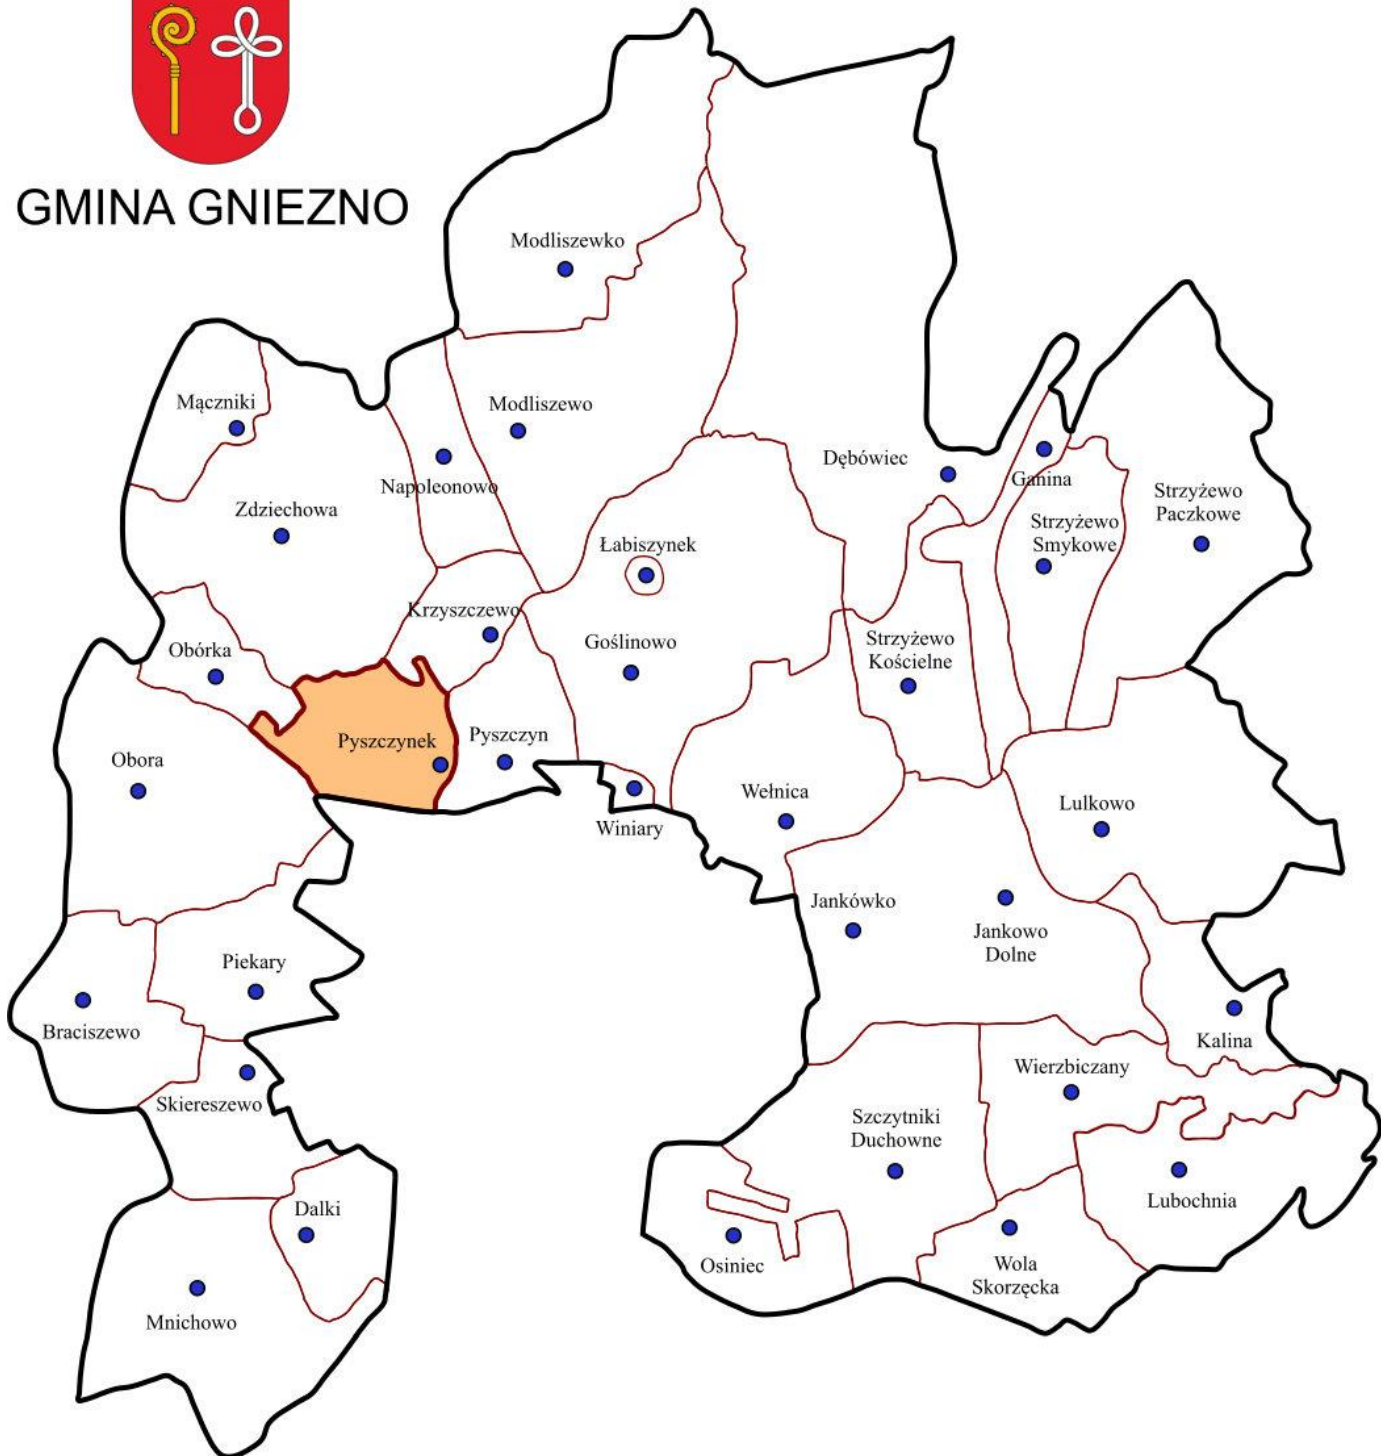 GMINA GNIEZNO
Modliszewko
Mączniki
Modliszewo
Napoleonowo
Dębówiec
Ganina
Strzyżewo
Paczkowe
Zdziechowa
Strzyżewo
Smykowe
Łabiszynek
Krzyszczewo
Obórka
Goślinowo
Strzyżewo
Kościelne
Pyszczynek
Pyszczyn
Obora
Winiary
Wełnica
Lulkowo
Jankówko
Jankowo
Dolne
Piekary
Braciszewo
Kalina
Skiereszewo
Wierzbiczany
Szczytniki
Duchowne
Lubochnia
Dalki
Osiniec
Wola
Skorzęcka
Mnichowo